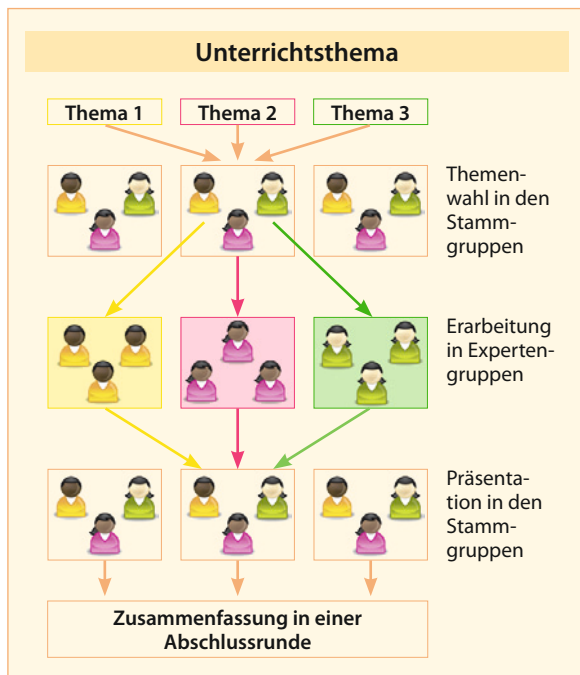 Unterrichtsthema
Thema 1
Thema 2
Thema 3
Themen-
wahl in den
Stamm-
gruppen
Erarbeitung
in Experten-
gruppen
Präsenta-
tion in den
Stamm-
gruppen
Zusammenfassung in einer
Abschlussrunde